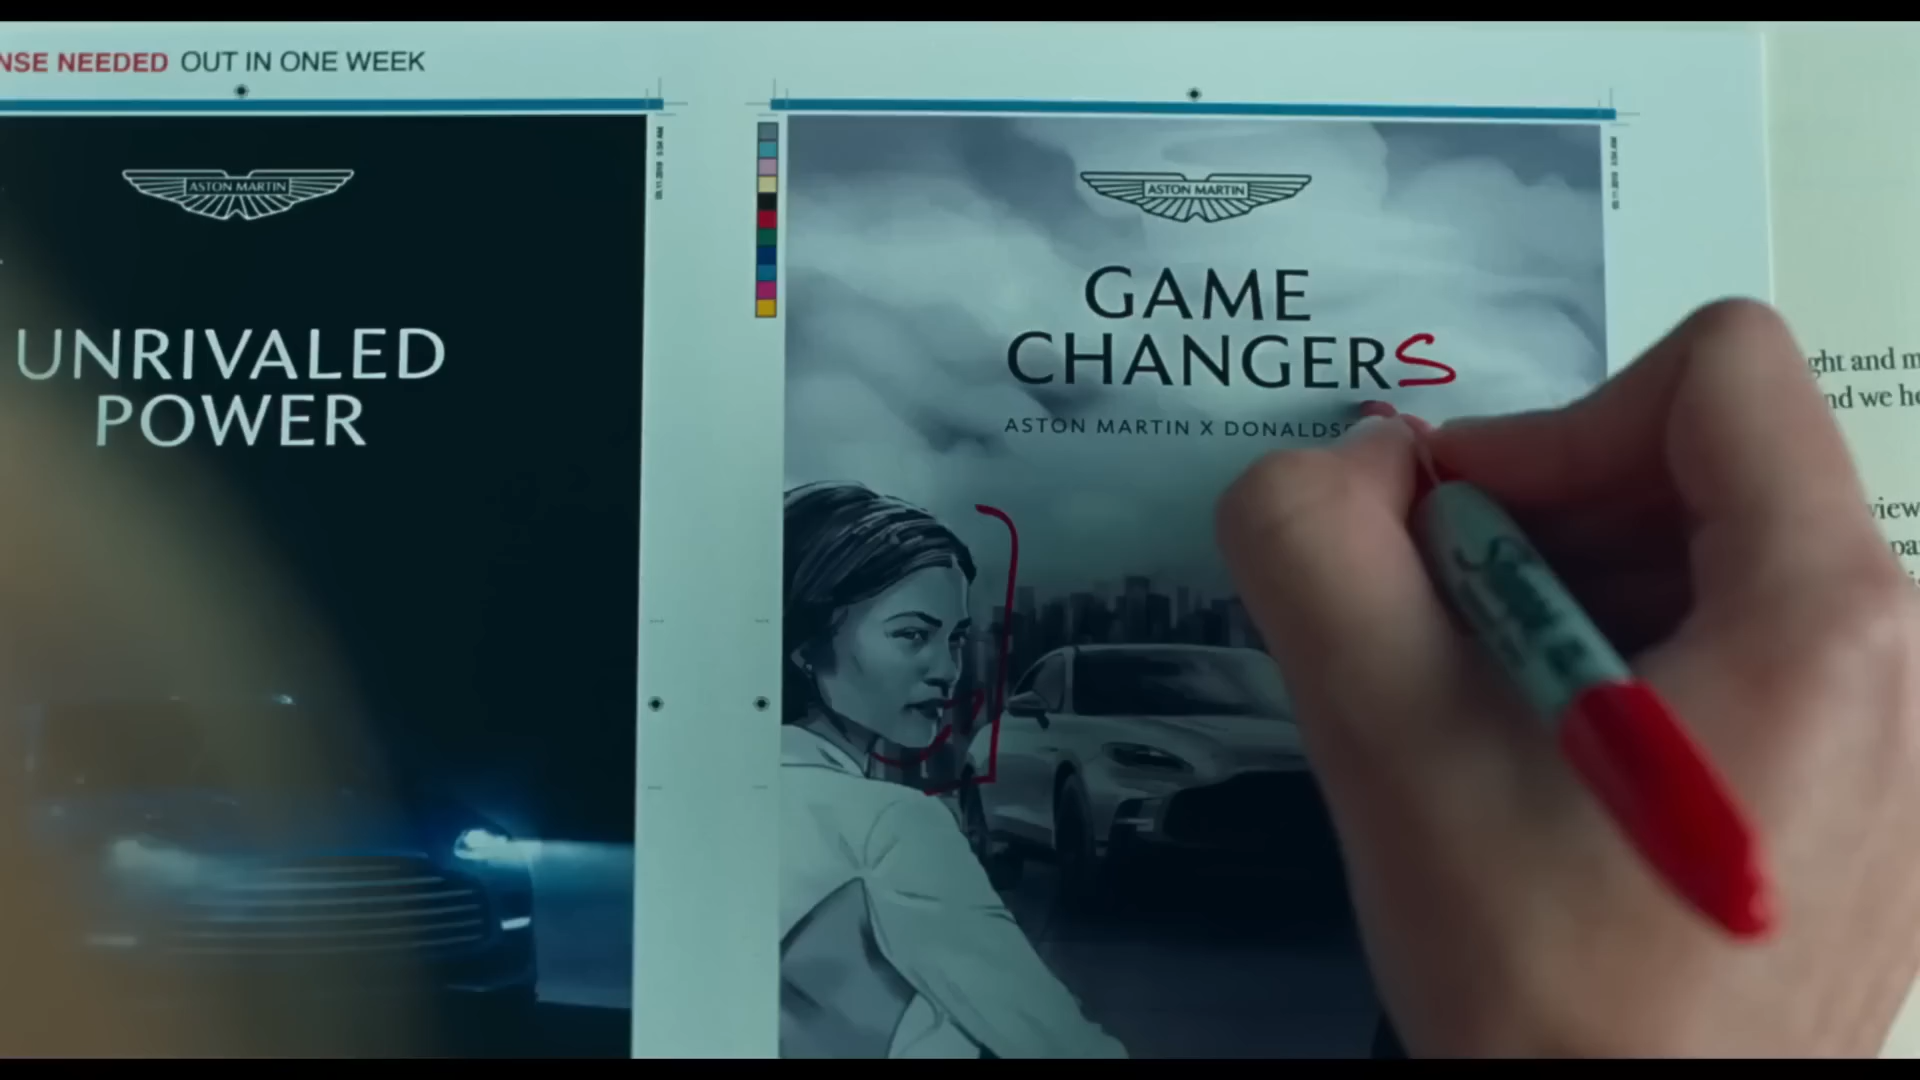 NSE NEEDED OUT IN ONE WEEK
ASTON MARTIN
UNRIVALED
POWER
ASTON MARTIN
GAME
CHANGERS
ASTON MARTIN X DONALDS
ght and m
nd we he
view
pa